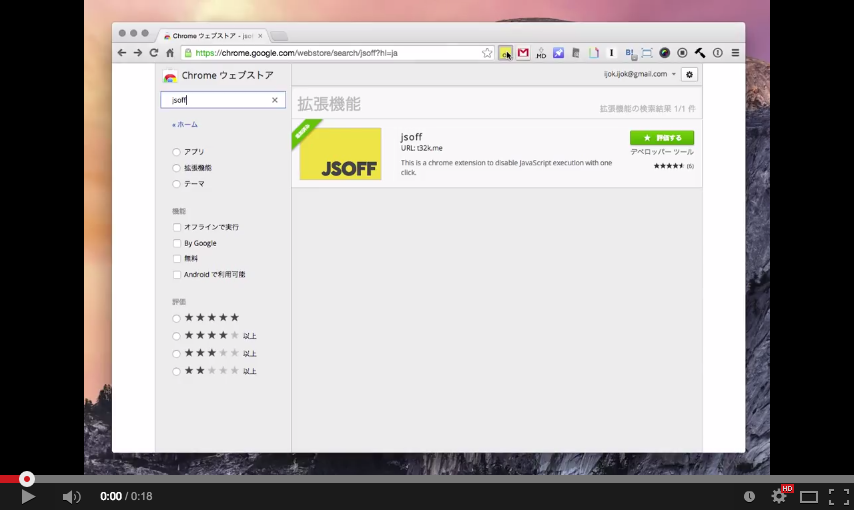 Chrome ウェブストア - jsoff
https://chrome.google.com/webstore/search/jsoff?hl=ja
Chrome ウェブストア
ijok.ijok@gmail.com
jsoff
拡張機能
拡張機能の検索結果 1/1 件
◂ホーム
アプリ
拡張機能
テーマ
JSOFF
jsoff
URL: t32k.me
This is a chrome extension to disable JavaScript execution with one
click.
★ 評価する
デベロッパー ツール
★★★★★ (6)
機能
オフラインで実行
By Google
無料
Android で利用可能
評価
★★★★★
★★★★★ 以上
★★★★★ 以上
★★★★★ 以上
0:00 / 0:18
HD